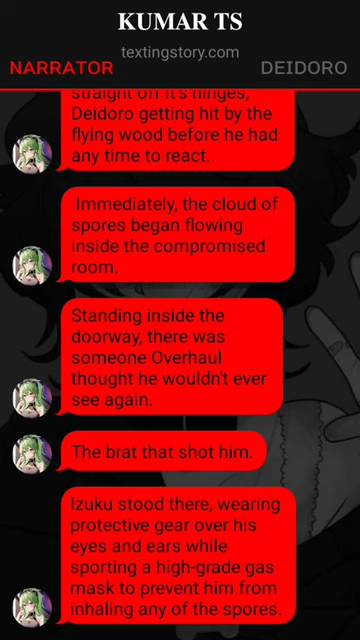 KUMAR TS
textingstory.com
NARRATOR DEIDORO
straight off it's hinges,
Deidoro getting hit by the
flying wood before he had
any time to react.
Immediately, the cloud of
spores began flowing
inside the compromised
room.
Standing inside the
doorway, there was
someone Overhaul
thought he wouldn't ever
see again.
The brat that shot him.
Izuku stood there, wearing
protective gear over his
eyes and ears while
sporting a high-grade gas
mask to prevent him from
inhaling any of the spores.